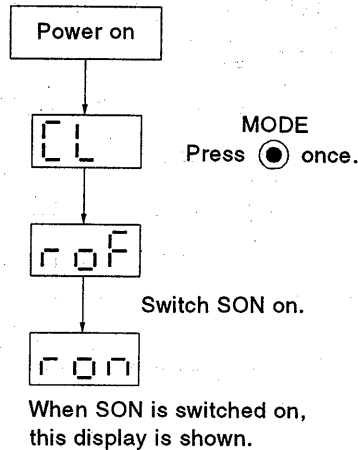 Power on
CL
MODE
Press once.
roF
Switch SON on.
ron
When SON is switched on,
this display is shown.